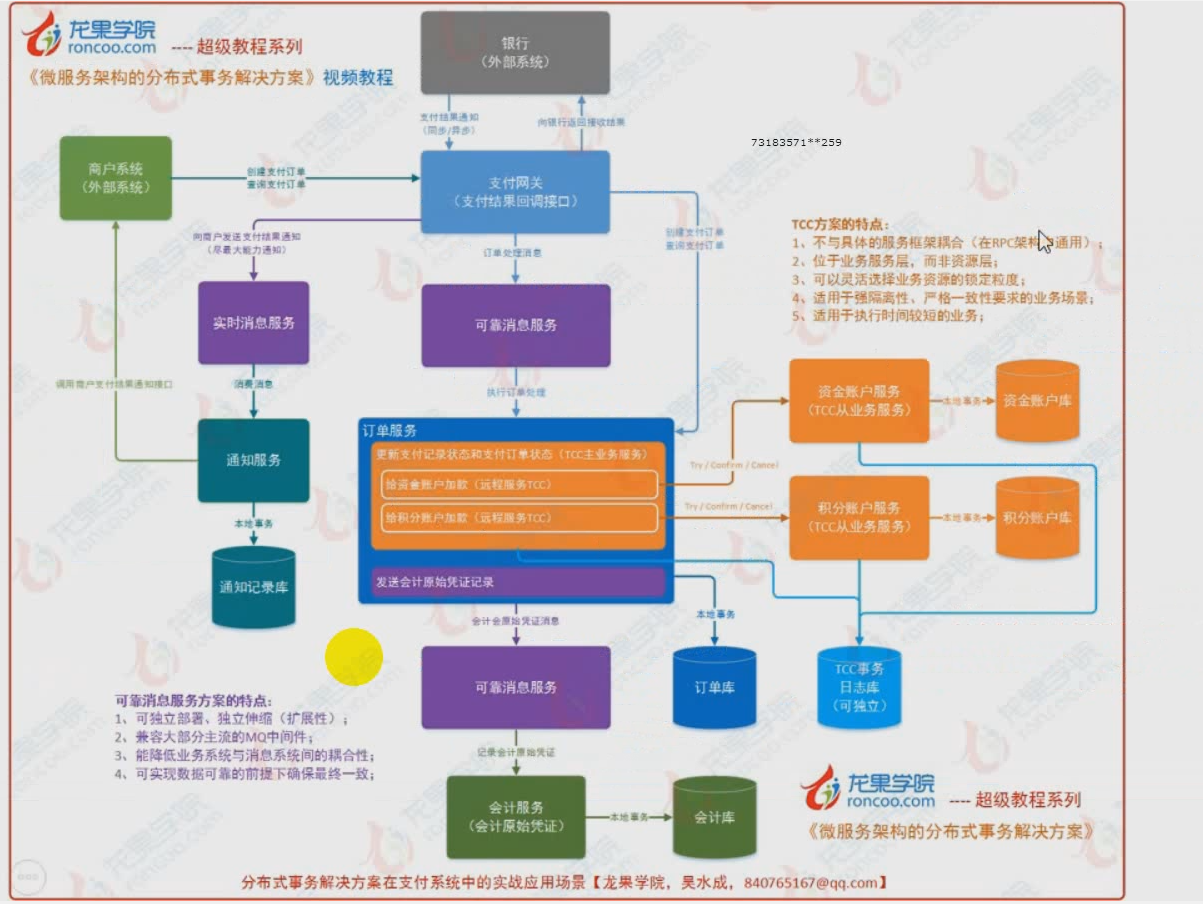 龙果学院
roncoo.com ---- 超级教程系列
《微服务架构的分布式事务解决方案》视频教程
银行
（外部系统）
支付结果通知
（同步/异步）
向银行返回接收结果
73183571**259
商户系统
（外部系统）
创建支付订单
查询支付订单
支付网关
（支付结果回调接口）
向商户发送支付结果通知
（尽最大能力通知）
订单处理消息
创建支付订单
查询支付订单
TCC方案的特点：
1、不与具体的服务框架耦合（在RPC架构 通用）；
2、位于业务服务层，而非资源层；
3、可以灵活选择业务资源的锁定粒度；
4、适用于强隔离性、严格一致性要求的业务场景；
5、适用于执行时间较短的业务；
实时消息服务
可靠消息服务
调用商户支付结果通知接口
消费消息
执行订单处理
资金账户服务
（TCC从业务服务）
本地事务
资金账户库
订单服务
更新支付记录状态和支付订单状态（TCC主业务服务）
给资金账户加款（远程服务TCC）
给积分账户加款（远程服务TCC）
发送会计原始凭证记录
Try / Confirm / Cancel
Try / Confirm / Cancel
通知服务
积分账户服务
（TCC从业务服务）
本地事务
积分账户库
本地事务
通知记录库
会计会原始凭证消息
本地事务
可靠消息服务
订单库
TCC事务
日志库
（可独立）
可靠消息服务方案的特点：
1、可独立部署、独立伸缩（扩展性）；
2、兼容大部分主流的MQ中间件；
3、能降低业务系统与消息系统间的耦合性；
4、可实现数据可靠的前提下确保最终一致；
记录会计原始凭证
会计服务
（会计原始凭证）
本地事务
会计库
龙果学院
roncoo.com ---- 超级教程系列
《微服务架构的分布式事务解决方案》
分布式事务解决方案在支付系统中的实战应用场景【龙果学院，吴水成，840765167@qq.com】